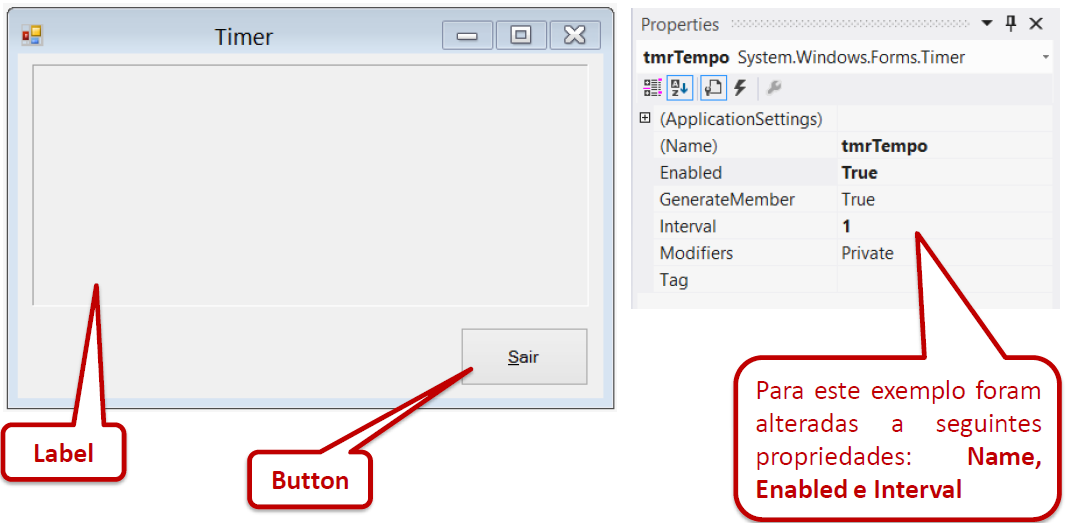 Timer
Sair
Label
Button
Properties
tmrTempo System.Windows.Forms.Timer
(ApplicationSettings)
(Name) tmrTempo
Enabled True
GenerateMember True
Interval 1
Modifiers Private
Tag
Para este exemplo foram
alteradas a seguintes
propriedades: Name,
Enabled e Interval